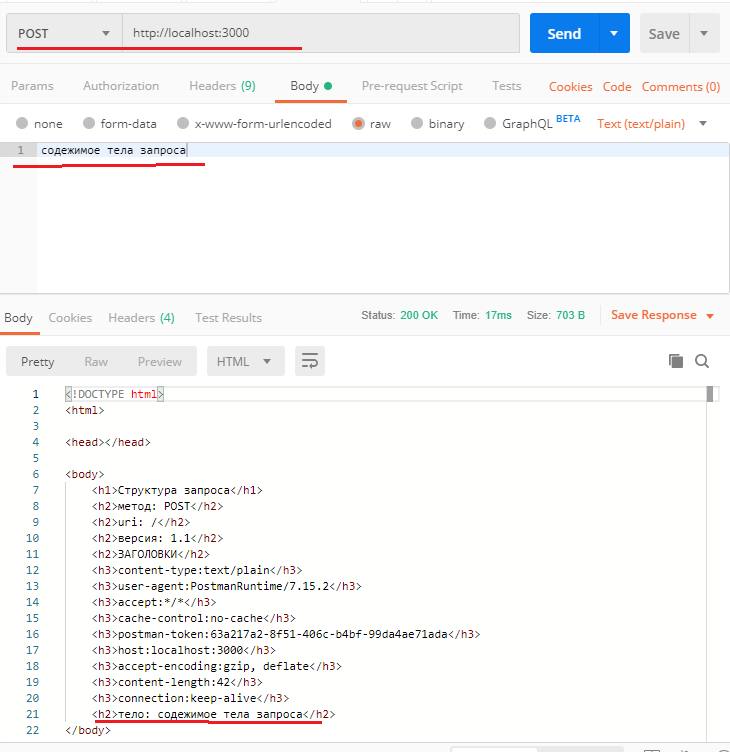 POST http://localhost:3000 Send Save
Params Authorization Headers (9) Body Pre-request Script Tests Cookies Code Comments (0)
none form-data x-www-form-urlencoded raw binary GraphQL BETA Text (text/plain)
1 содежимое тела запроса
Body Cookies Headers (4) Test Results Status: 200 OK Time: 17ms Size: 703 B Save Response
Pretty Raw Preview HTML
1 <!DOCTYPE html>
2 <html>
3
4 <head></head>
5
6 <body>
7 <h1>Структура запроса</h1>
8 <h2>метод: POST</h2>
9 <h2>uri: /</h2>
10 <h2>версия: 1.1</h2>
11 <h2>ЗАГОЛОВКИ</h2>
12 <h3>content-type:text/plain</h3>
13 <h3>user-agent:PostmanRuntime/7.15.2</h3>
14 <h3>accept:*/*</h3>
15 <h3>cache-control:no-cache</h3>
16 <h3>postman-token:63a217a2-8f51-406c-b4bf-99da4ae71ada</h3>
17 <h3>host:localhost:3000</h3>
18 <h3>accept-encoding:gzip, deflate</h3>
19 <h3>content-length:42</h3>
20 <h3>connection:keep-alive</h3>
21 <h2>тело: содежимое тела запроса</h2>
22 </body>